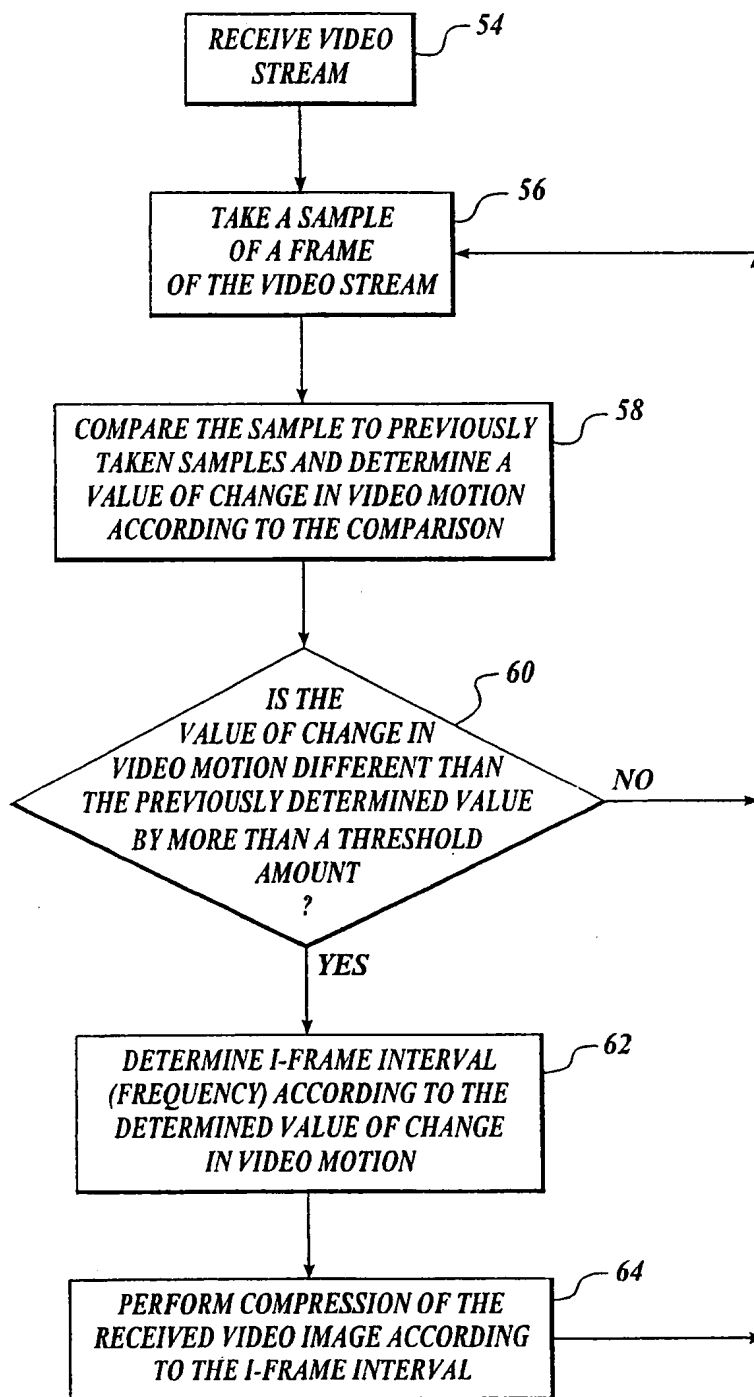 RECEIVE VIDEO
STREAM
54
TAKE A SAMPLE
OF A FRAME
OF THE VIDEO STREAM
56
COMPARE THE SAMPLE TO PREVIOUSLY
TAKEN SAMPLES AND DETERMINE A
VALUE OF CHANGE IN VIDEO MOTION
ACCORDING TO THE COMPARISON
58
IS THE
VALUE OF CHANGE IN
VIDEO MOTION DIFFERENT THAN
THE PREVIOUSLY DETERMINED VALUE
BY MORE THAN A THRESHOLD
AMOUNT
?
60
NO
YES
DETERMINE I-FRAME INTERVAL
(FREQUENCY) ACCORDING TO THE
DETERMINED VALUE OF CHANGE
IN VIDEO MOTION
62
PERFORM COMPRESSION OF THE
RECEIVED VIDEO IMAGE ACCORDING
TO THE I-FRAME INTERVAL
64